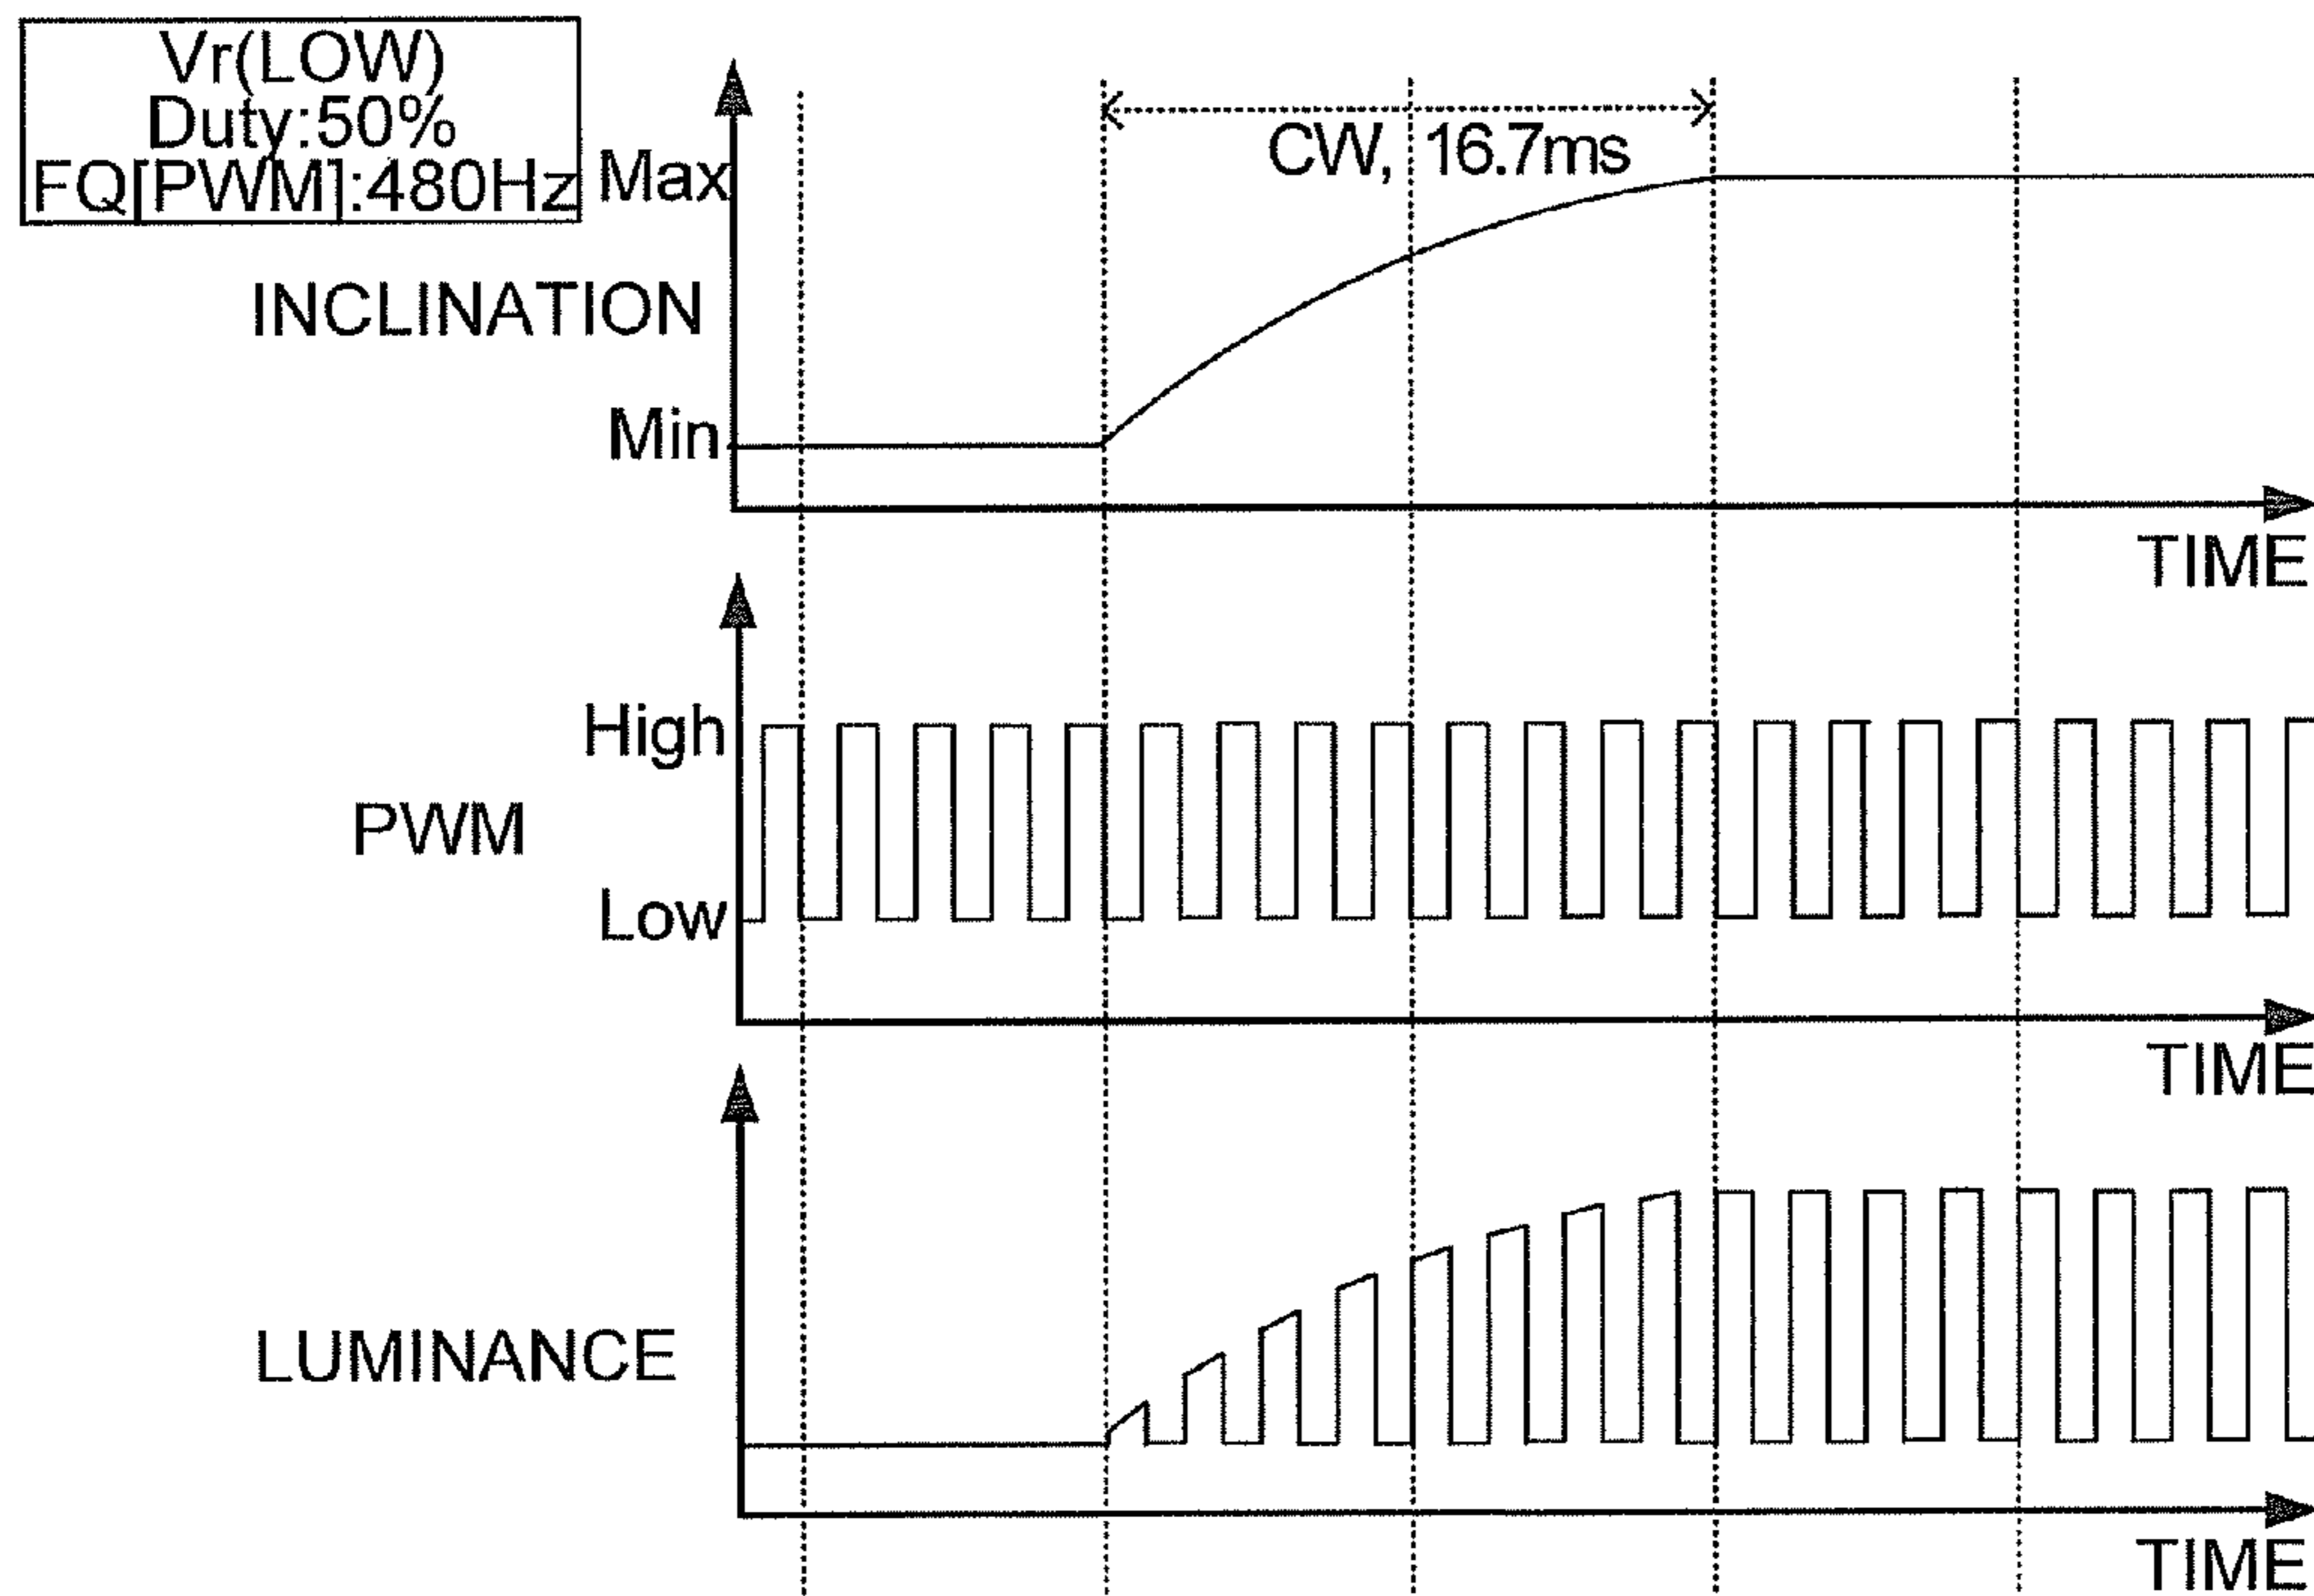 Vr(LOW)
Duty:50%
FQ[PWM]:480Hz
Max
CW, 16.7ms
INCLINATION
Min
TIME
High
PWM
Low
TIME
LUMINANCE
TIME